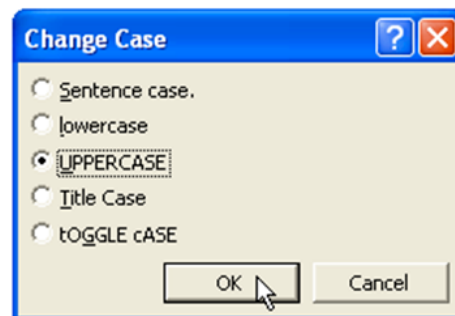 Change Case ?
Sentence case.
lowercase
UPPERCASE
Title Case
tOGGLE cASE
OK Cancel